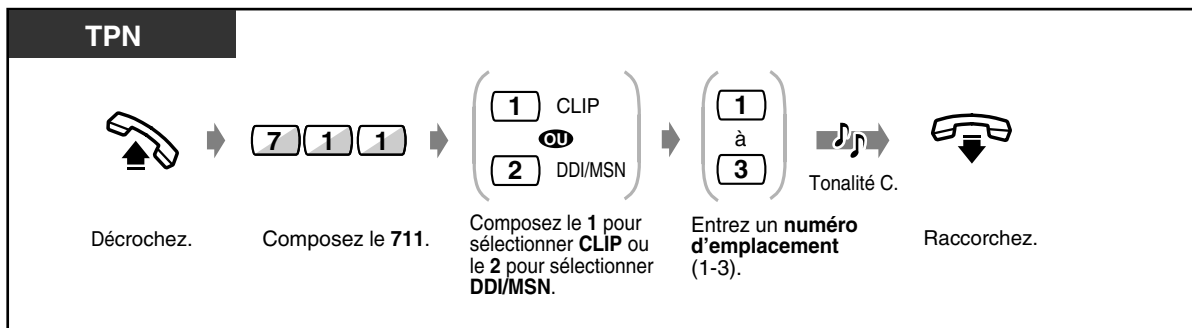 TPN
7 1 1
1 CLIP
OU
2 DDI/MSN
1
à
3
Tonalité C.
Décrochez.
Composez le 711.
Composez le 1 pour
sélectionner CLIP ou
le 2 pour sélectionner
DDI/MSN.
Entrez un numéro
d'emplacement
(1-3).
Raccorchez.